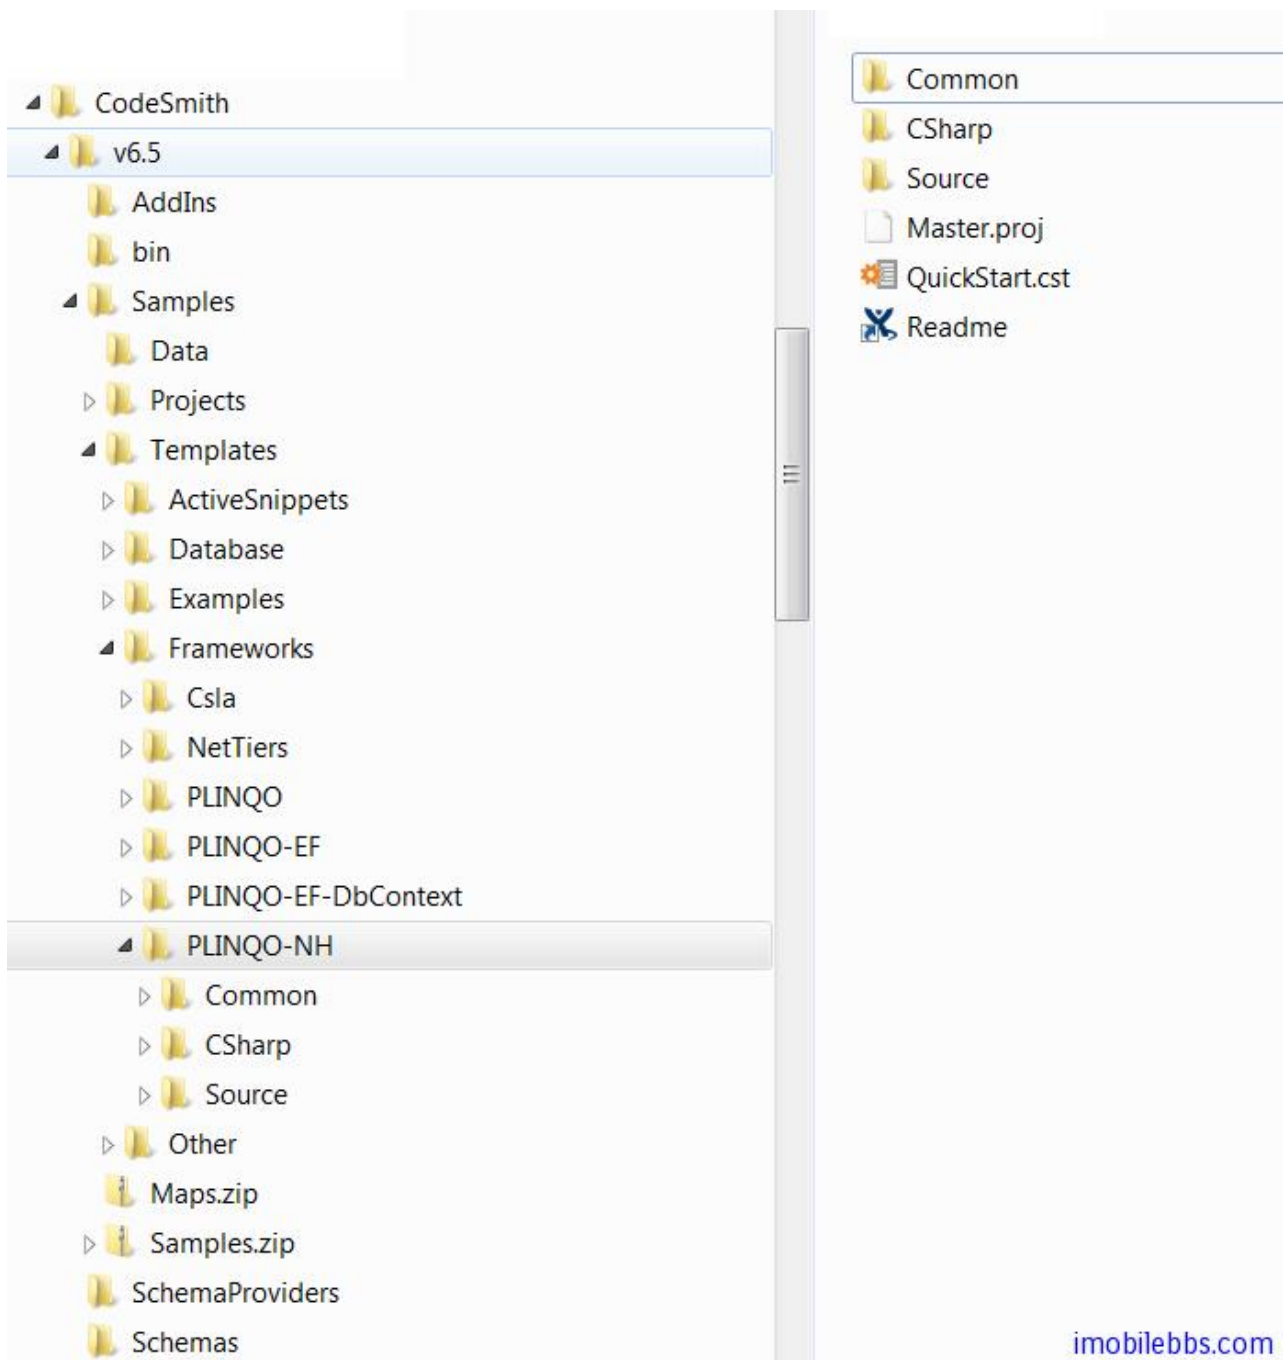 CodeSmith
v6.5
AddIns
bin
Samples
Data
Projects
Templates
ActiveSnippets
Database
Examples
Frameworks
Csla
NetTiers
PLINQO
PLINQO-EF
PLINQO-EF-DbContext
PLINQO-NH
Common
CSharp
Source
Other
Maps.zip
Samples.zip
SchemaProviders
Schemas
Common
CSharp
Source
Master.proj
QuickStart.cst
Readme
imobilebbs.com